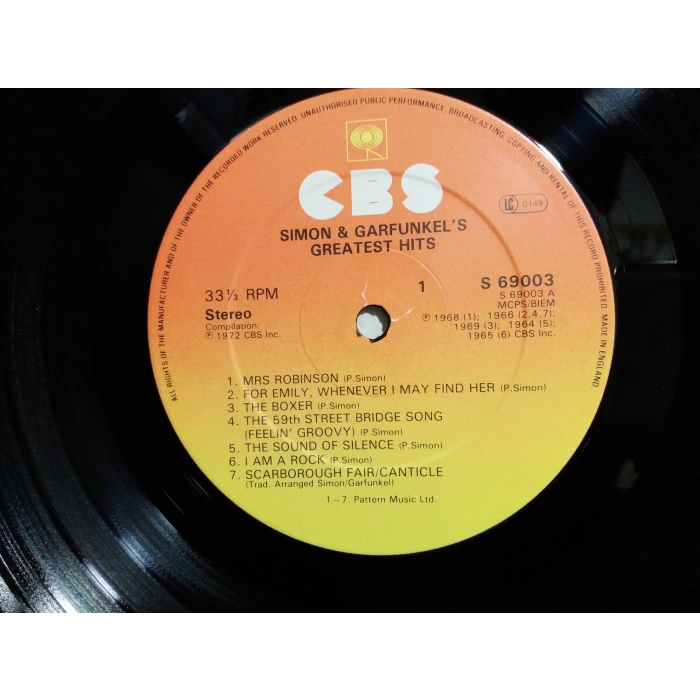 ALL RIGHTS OF THE MANUFACTURER AND OF THE OWNER OF THE RECORDED WORK RESERVED. UNAUTHORISED PUBLIC PERFORMANCE, BROADCASTING, COPYING AND RENTAL OF THIS RECORD PROHIBITED. MADE IN ENGLAND.
CBS
LC 0149
SIMON & GARFUNKEL'S
GREATEST HITS
33⅓ RPM
Stereo
Compilation:
℗ 1972 CBS Inc.
1
S 69003
S 69003 A
MCPS/BIEM
℗ 1968 (1); 1966 (2.4.7);
1969 (3); 1964 (5);
1965 (6) CBS Inc.
1. MRS ROBINSON (P.Simon)
2. FOR EMILY, WHENEVER I MAY FIND HER (P.Simon)
3. THE BOXER (P.Simon)
4. THE 59th STREET BRIDGE SONG
(FEELIN' GROOVY) (P.Simon)
5. THE SOUND OF SILENCE (P.Simon)
6. I AM A ROCK (P.Simon)
7. SCARBOROUGH FAIR/CANTICLE
(Trad. Arranged Simon/Garfunkel)
1—7. Pattern Music Ltd.